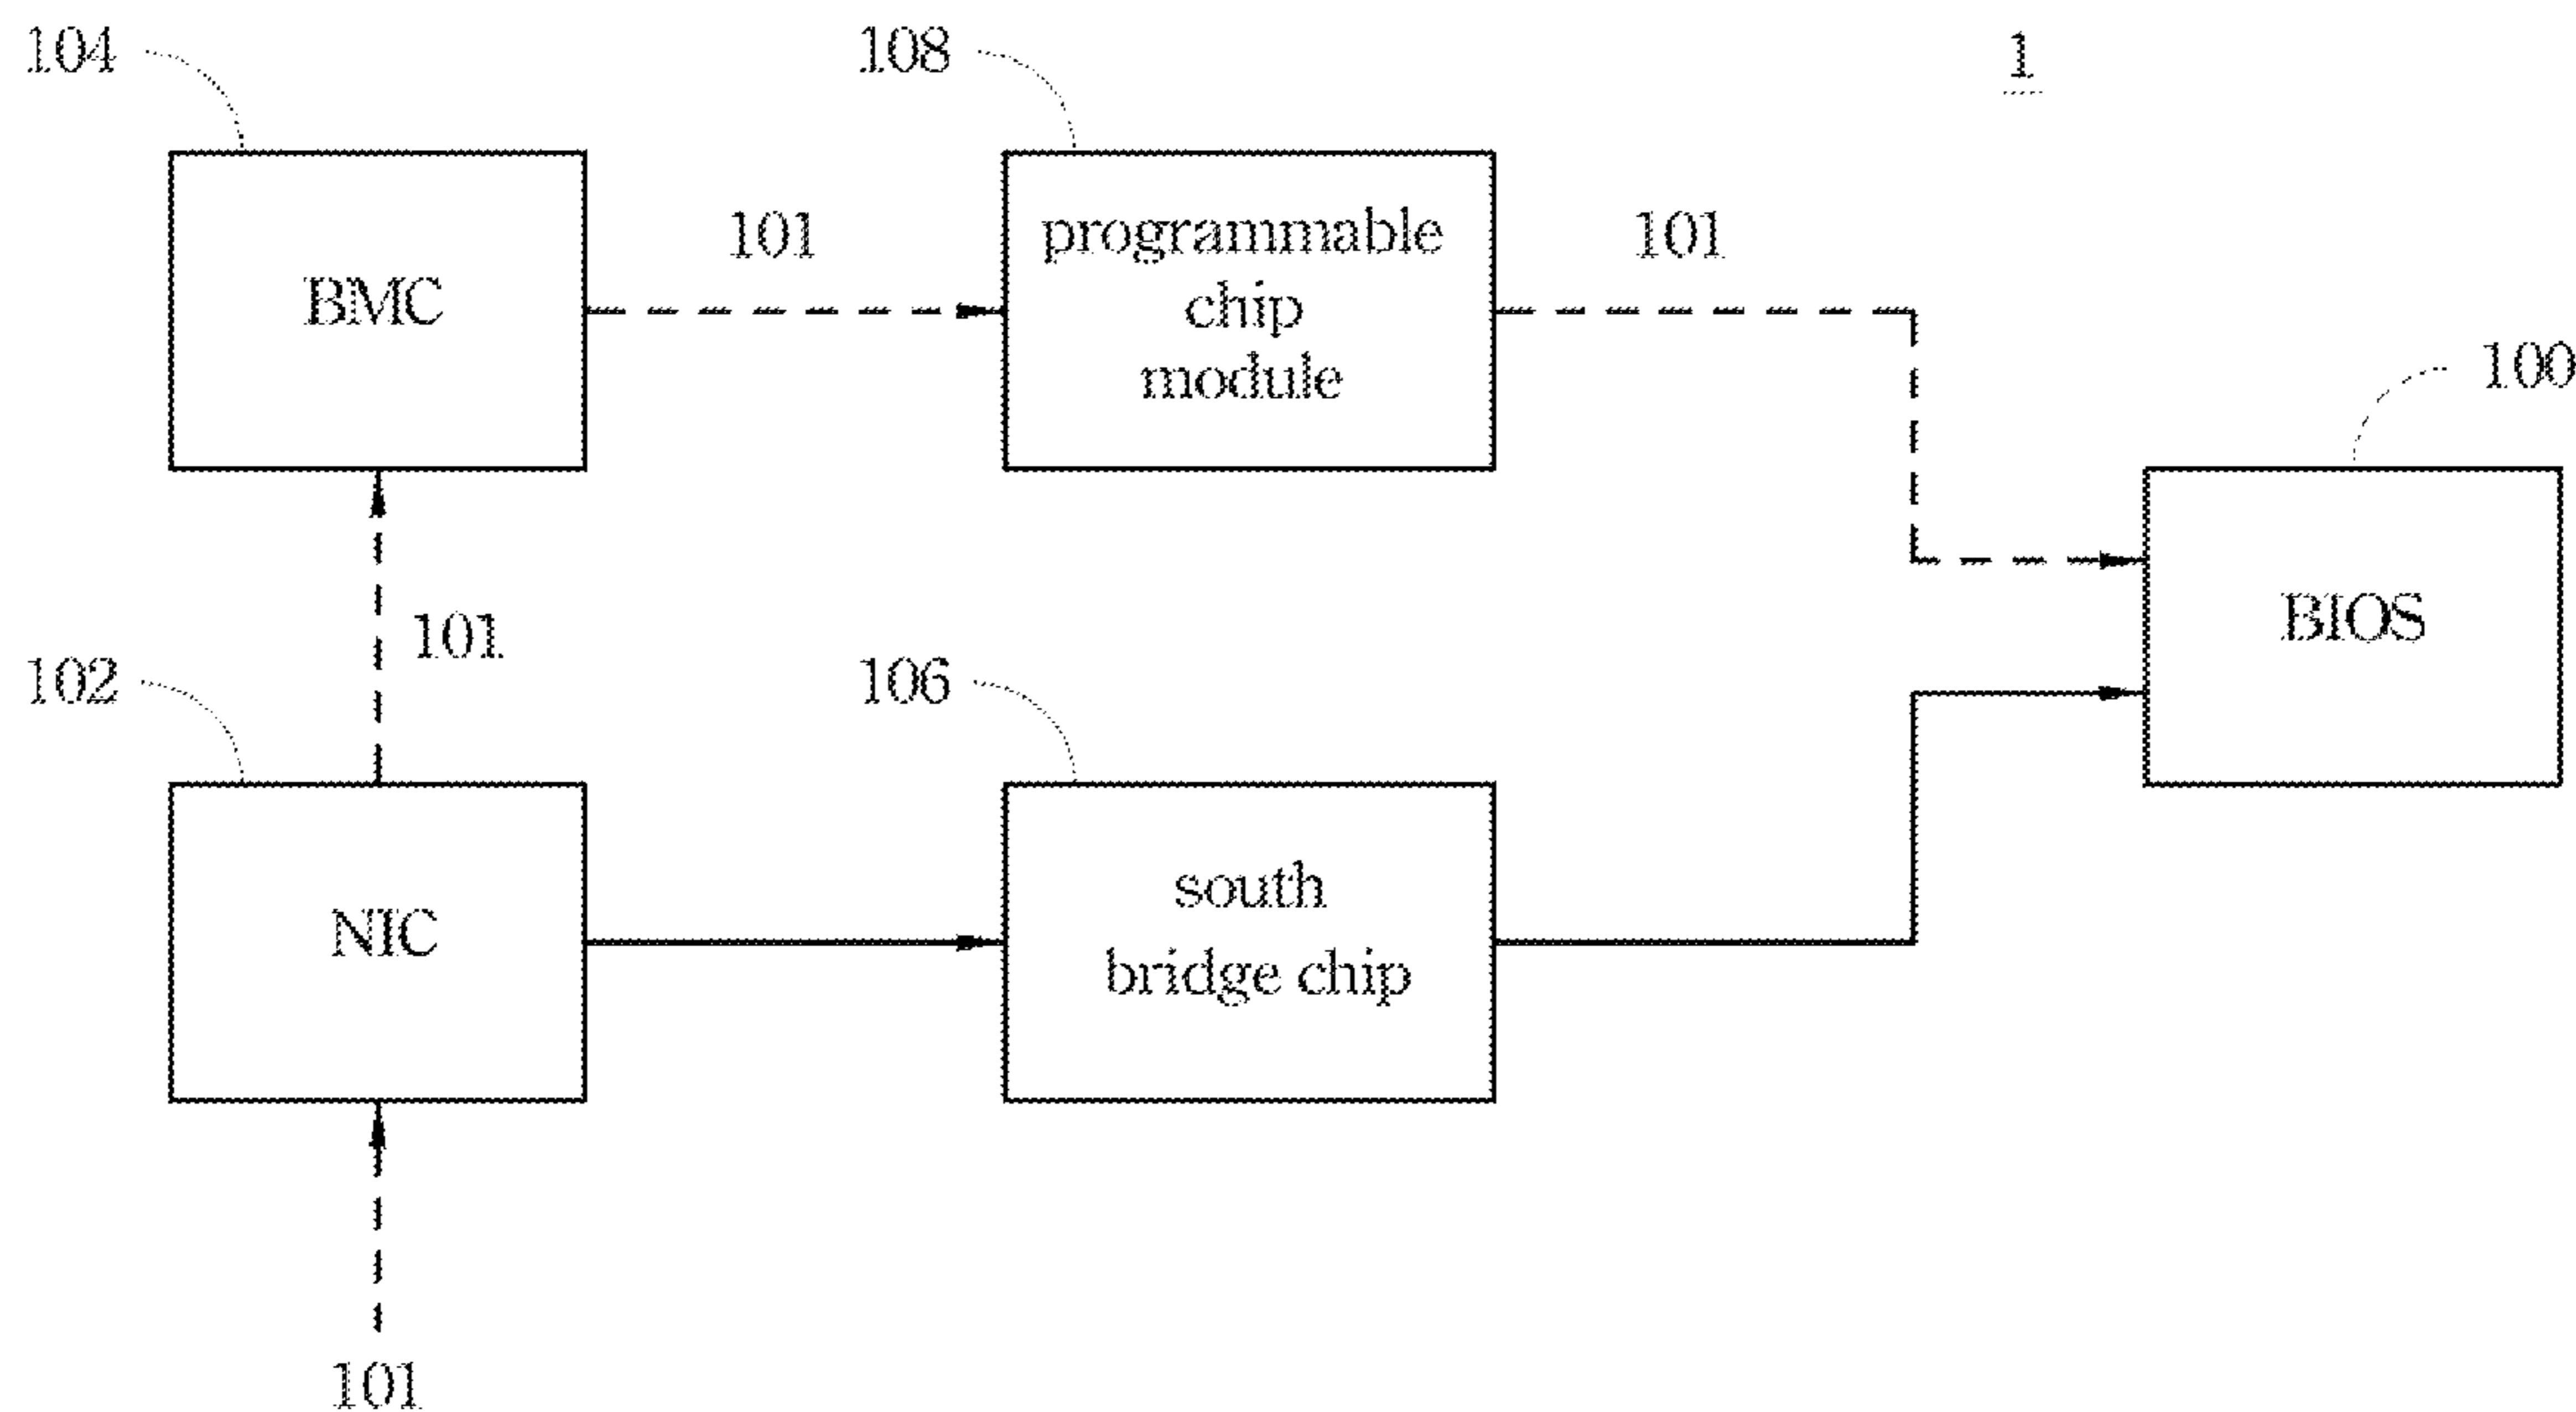 104
108
1
BMC
101
programmable
chip
module
101
100
BIOS
101
102
106
NIC
south
bridge chip
101